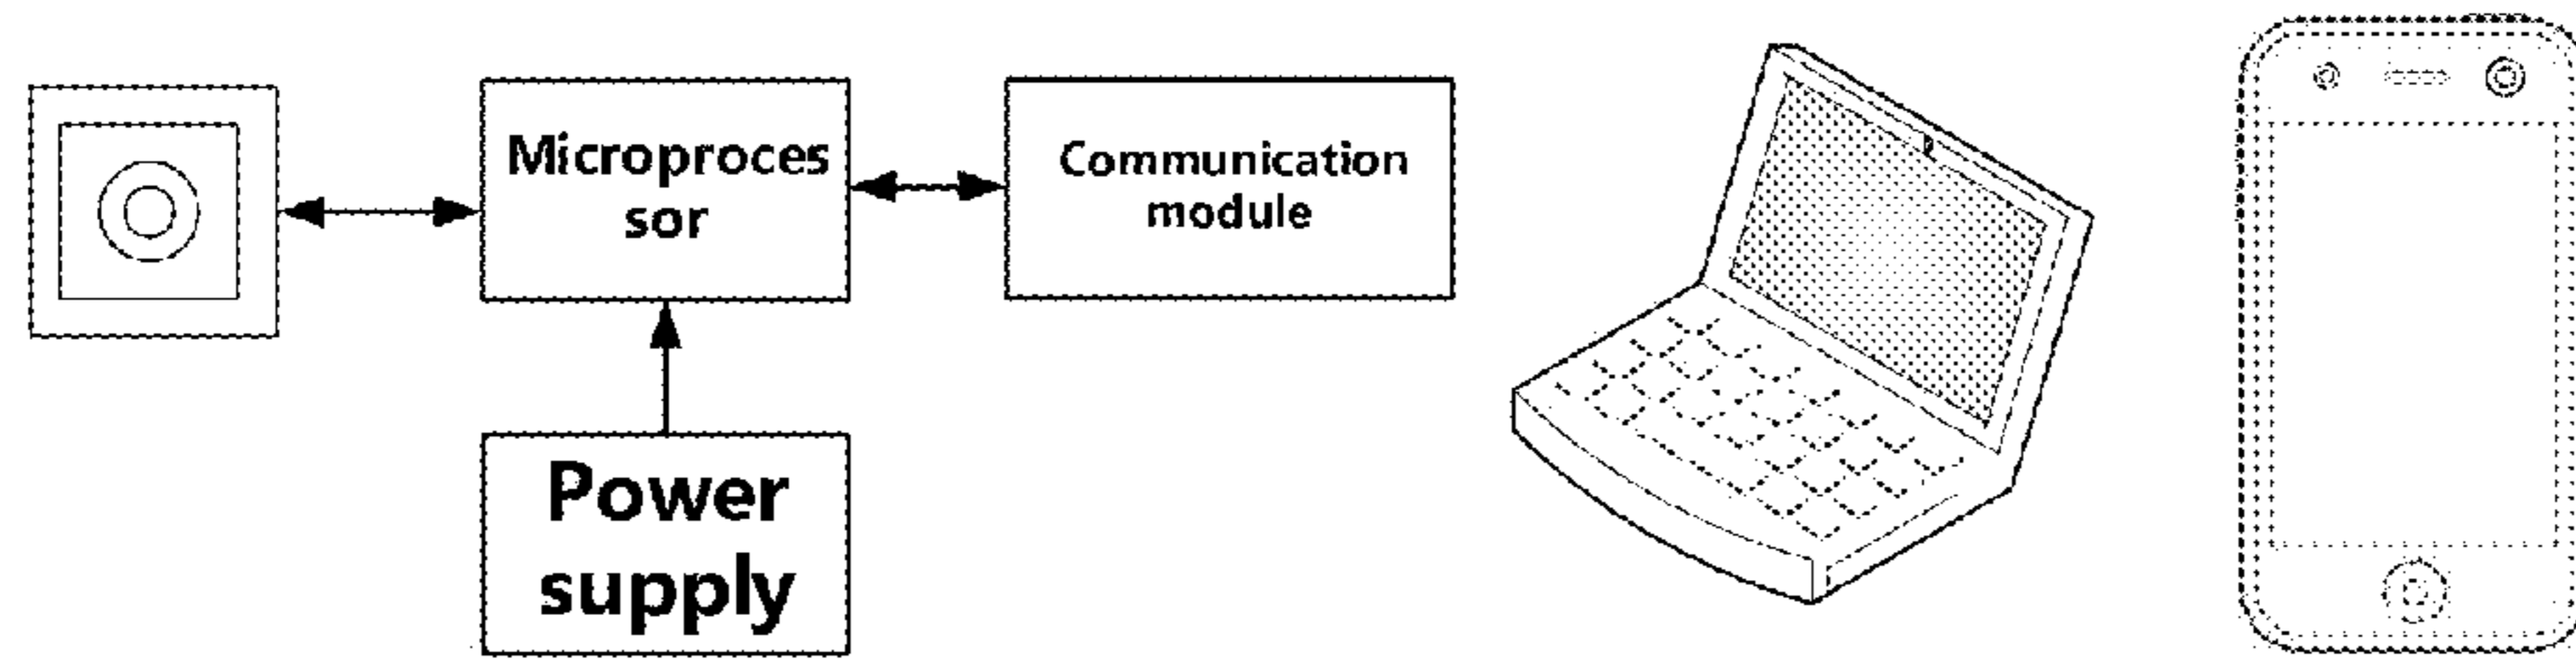 Microproces
sor
Communication
module
Power
supply